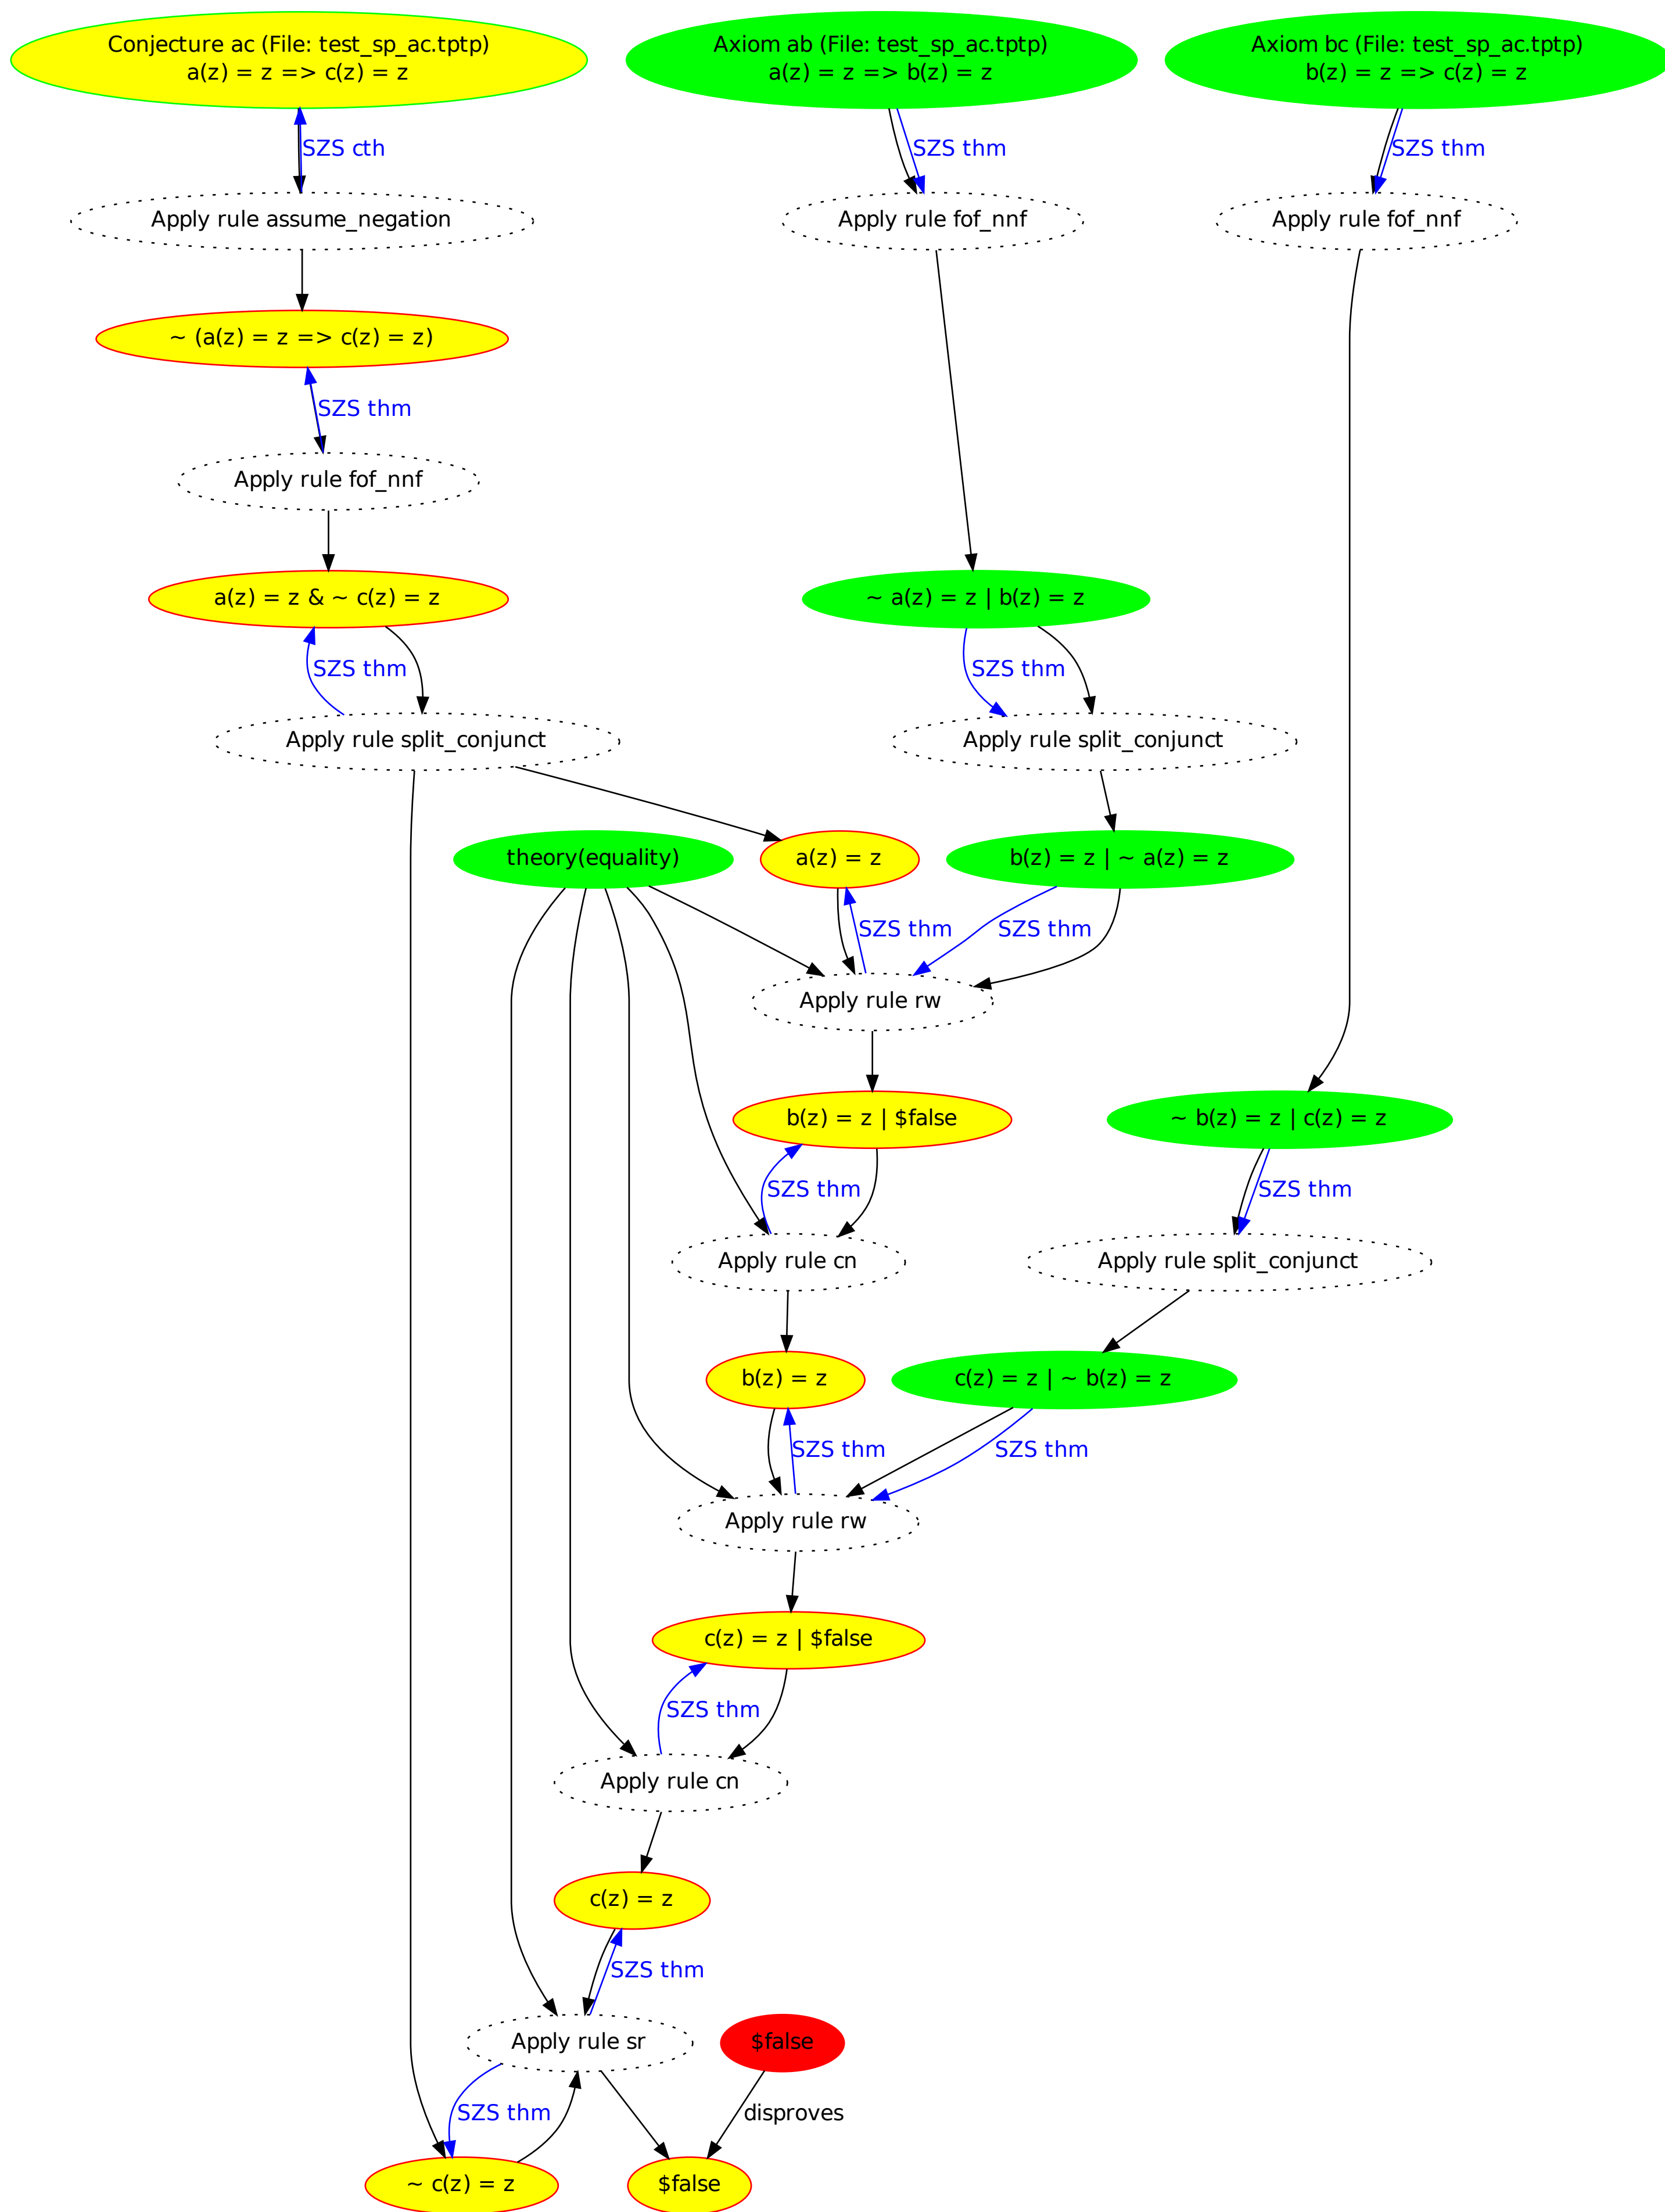 Conjecture ac (File: test_sp_ac.tptp)
a(z) = z => c(z) = z
Axiom ab (File: test_sp_ac.tptp)
a(z) = z => b(z) = z
Axiom bc (File: test_sp_ac.tptp)
b(z) = z => c(z) = z
SZS cth
SZS thm
SZS thm
Apply rule assume_negation
Apply rule fof_nnf
Apply rule fof_nnf
~ (a(z) = z => c(z) = z)
SZS thm
Apply rule fof_nnf
a(z) = z & ~ c(z) = z
~ a(z) = z | b(z) = z
SZS thm
SZS thm
Apply rule split_conjunct
Apply rule split_conjunct
theory(equality)
a(z) = z
b(z) = z | ~ a(z) = z
SZS thm
SZS thm
Apply rule rw
b(z) = z | $false
~ b(z) = z | c(z) = z
SZS thm
SZS thm
Apply rule cn
Apply rule split_conjunct
b(z) = z
c(z) = z | ~ b(z) = z
SZS thm
SZS thm
Apply rule rw
c(z) = z | $false
SZS thm
Apply rule cn
c(z) = z
SZS thm
Apply rule sr
$false
SZS thm
disproves
~ c(z) = z
$false